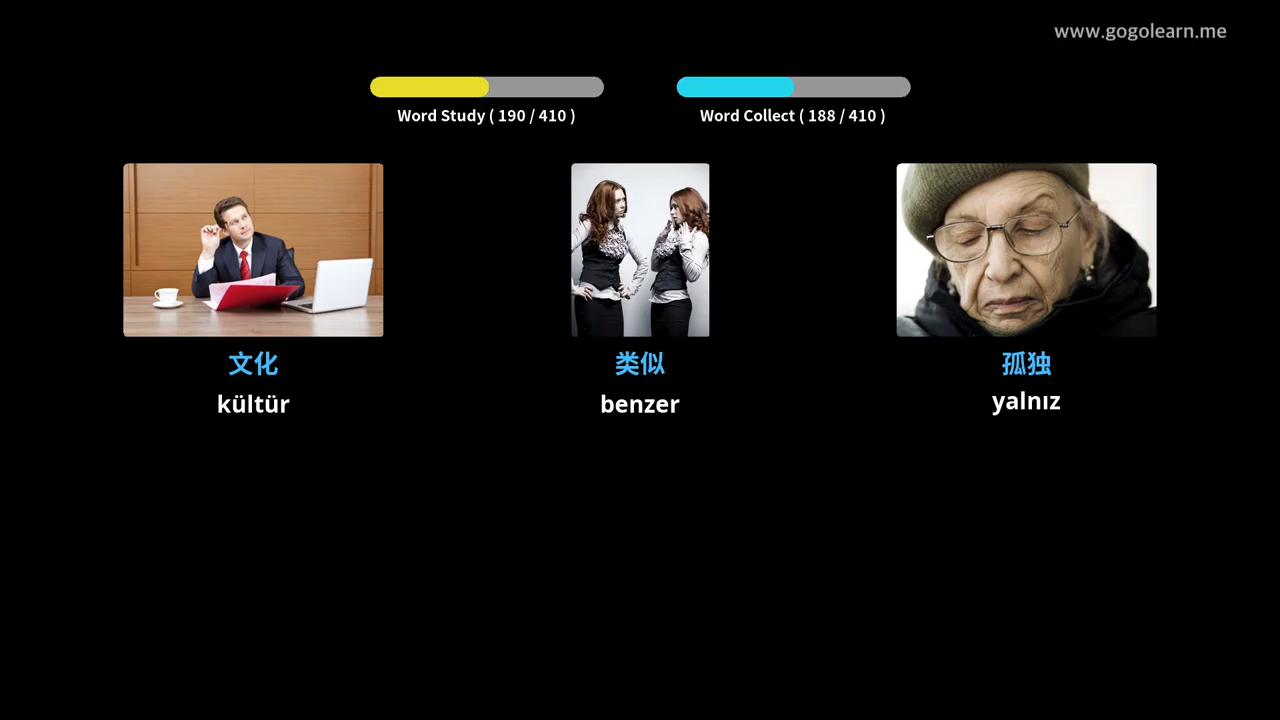 www.gogolearn.me
Word Study ( 190 / 410 )
Word Collect ( 188 / 410 )
文化
类似
孤独
kültür
benzer
yalnız